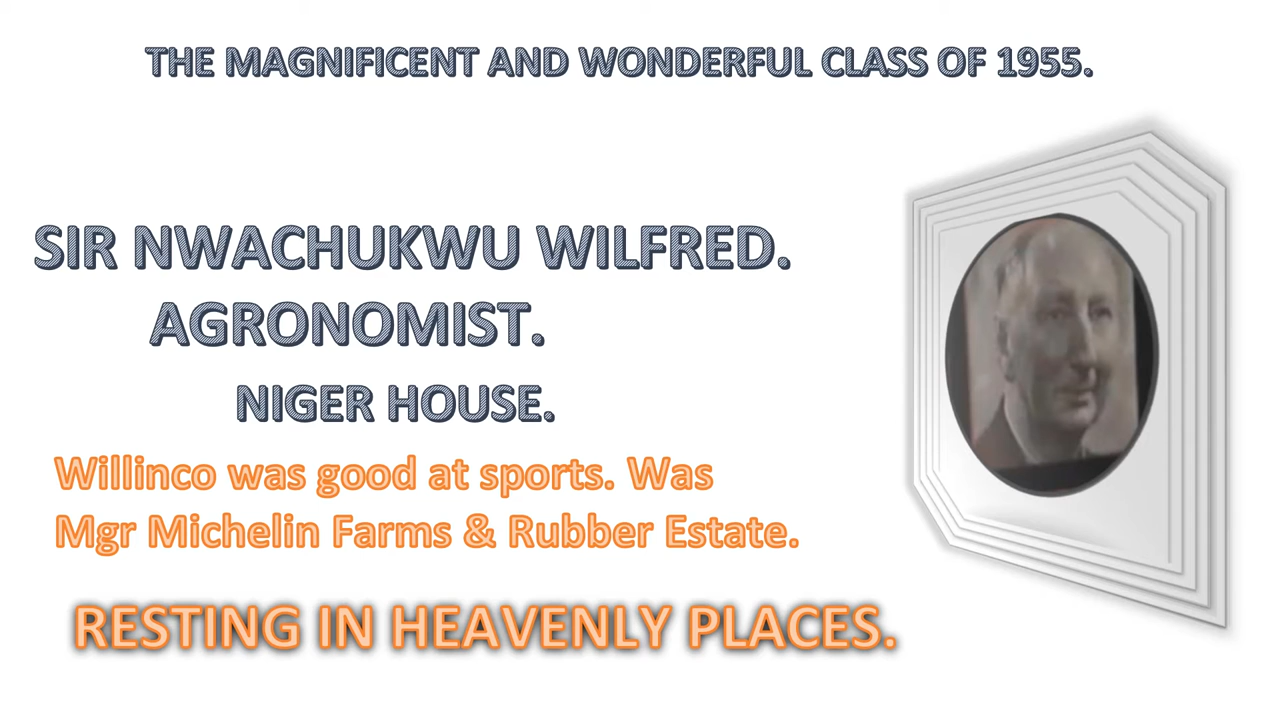 THE MAGNIFICENT AND WONDERFUL CLASS OF 1955.
SIR NWACHUKWU WILFRED.
AGRONOMIST.
NIGER HOUSE.
Willinco was good at sports. Was
Mgr Michelin Farms & Rubber Estate.
RESTING IN HEAVENLY PLACES.